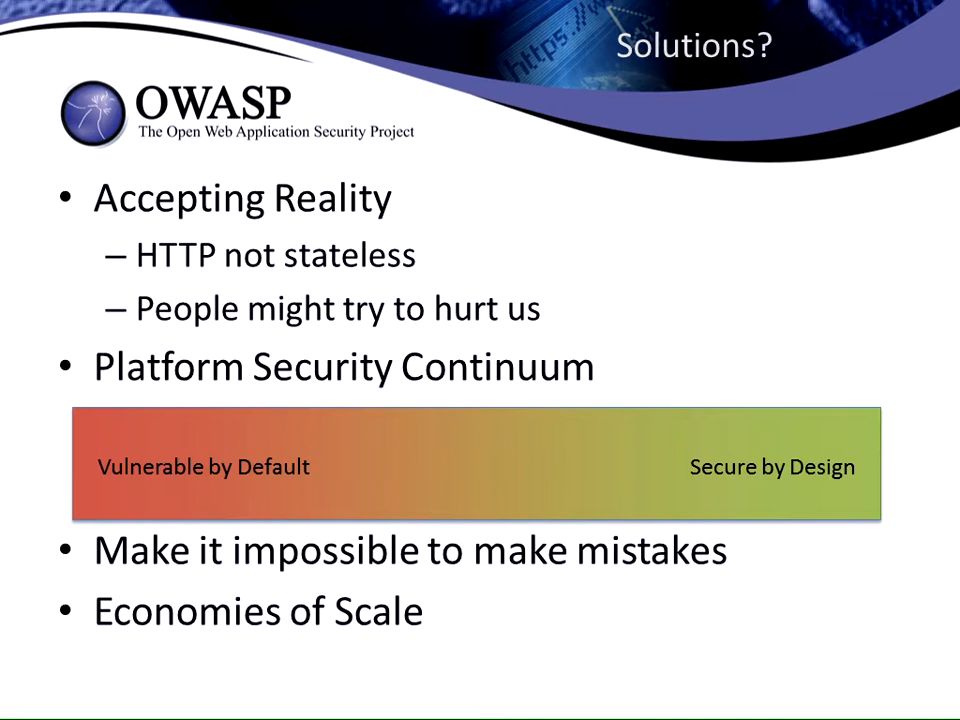 https://w
Solutions?
OWASP
The Open Web Application Security Project
• Accepting Reality
– HTTP not stateless
– People might try to hurt us
• Platform Security Continuum
Vulnerable by Default
Secure by Design
• Make it impossible to make mistakes
• Economies of Scale